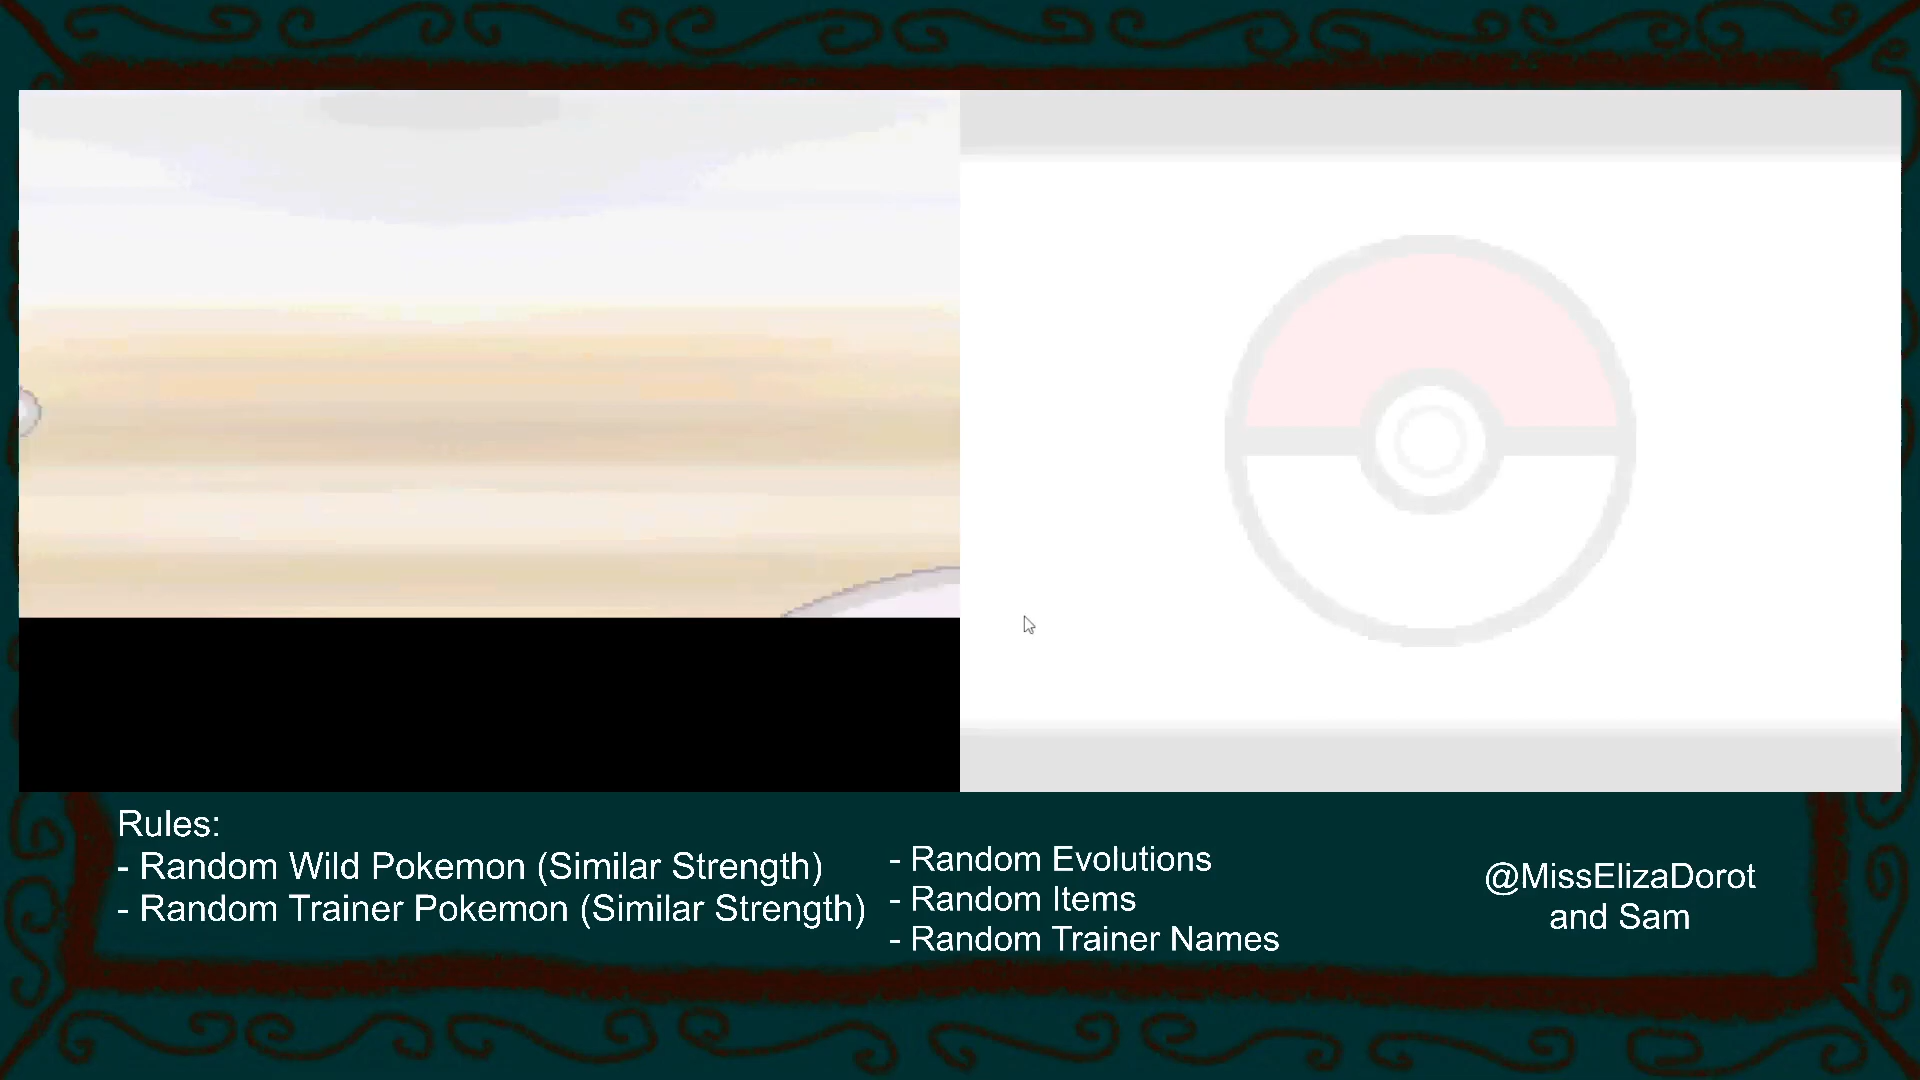 Rules:
- Random Wild Pokemon (Similar Strength)
- Random Trainer Pokemon (Similar Strength)
- Random Evolutions
- Random Items
- Random Trainer Names
@MissElizaDorot
and Sam